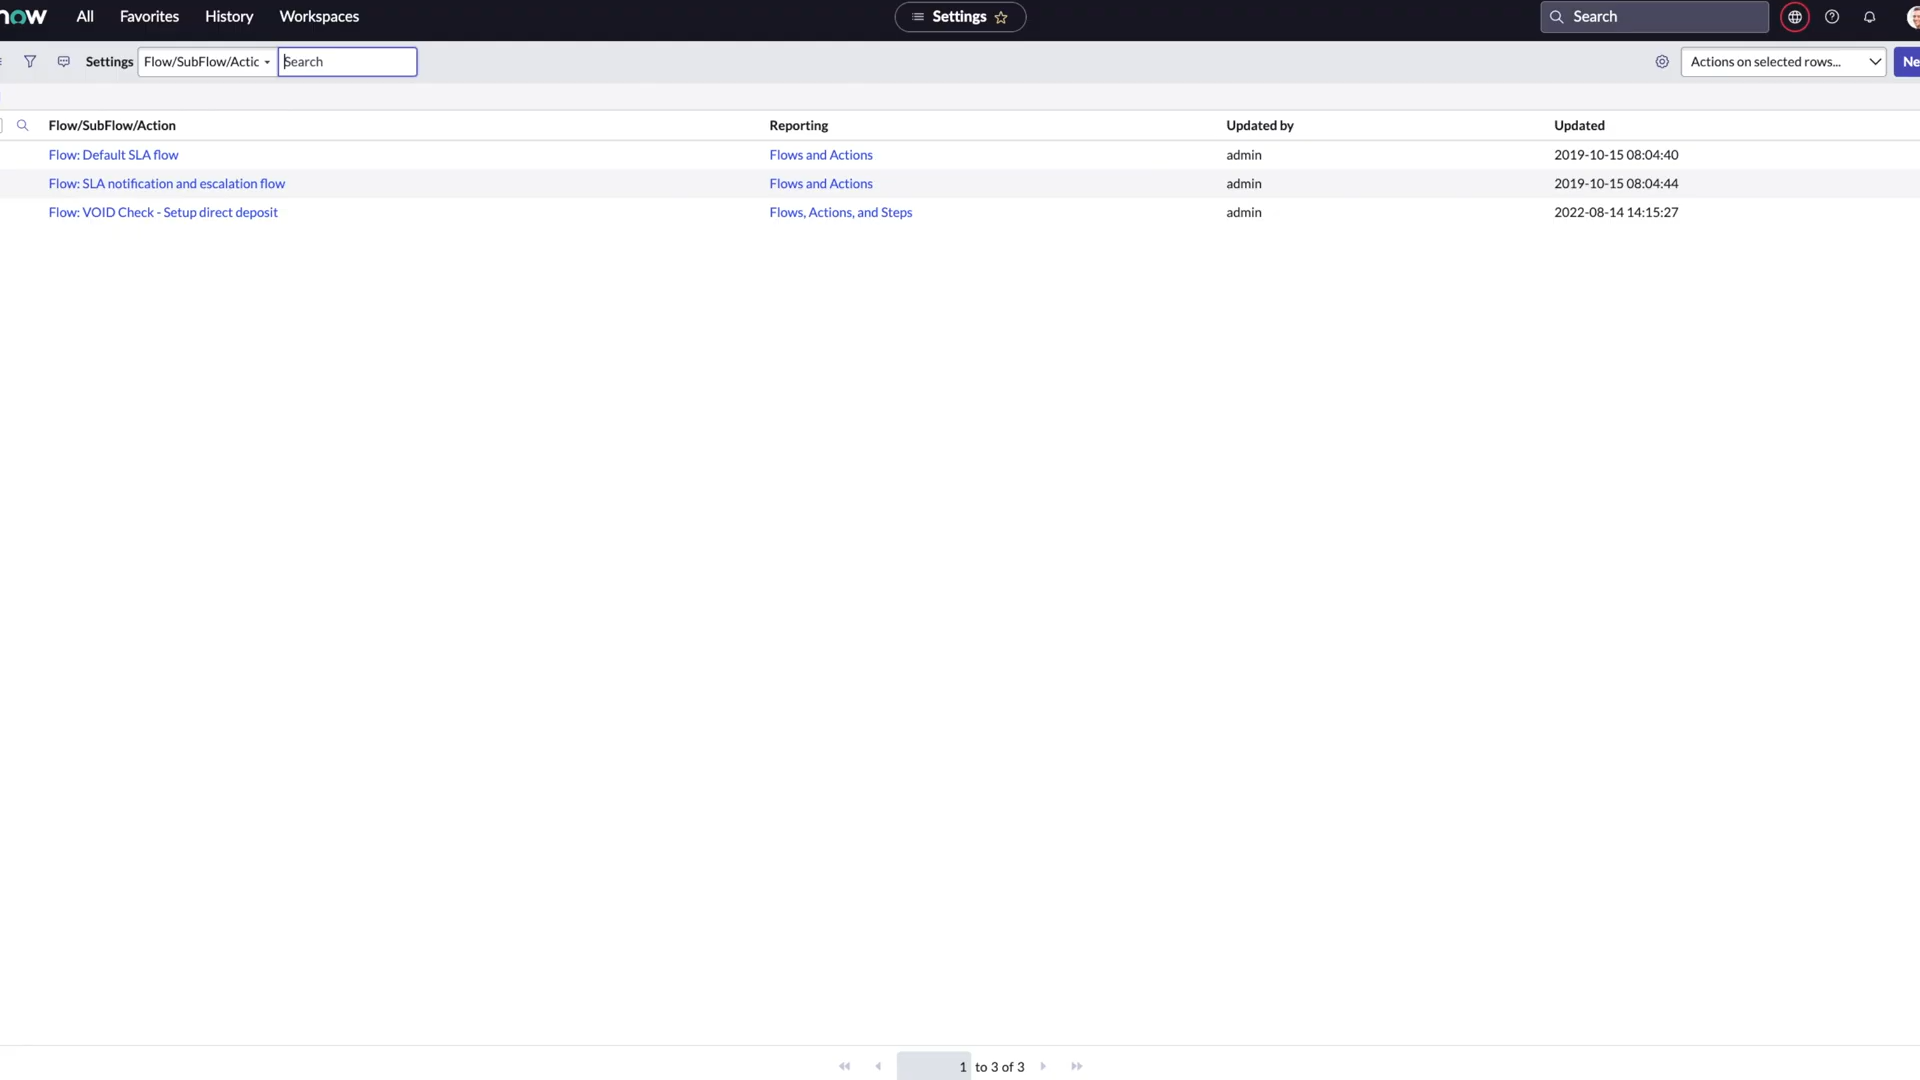 now All Favorites History Workspaces Settings Search
Settings Flow/SubFlow/Actic Search Actions on selected rows... Ne
Flow/SubFlow/Action Reporting Updated by Updated
Flow: Default SLA flow Flows and Actions admin 2019-10-15 08:04:40
Flow: SLA notification and escalation flow Flows and Actions admin 2019-10-15 08:04:44
Flow: VOID Check - Setup direct deposit Flows, Actions, and Steps admin 2022-08-14 14:15:27
1 to 3 of 3